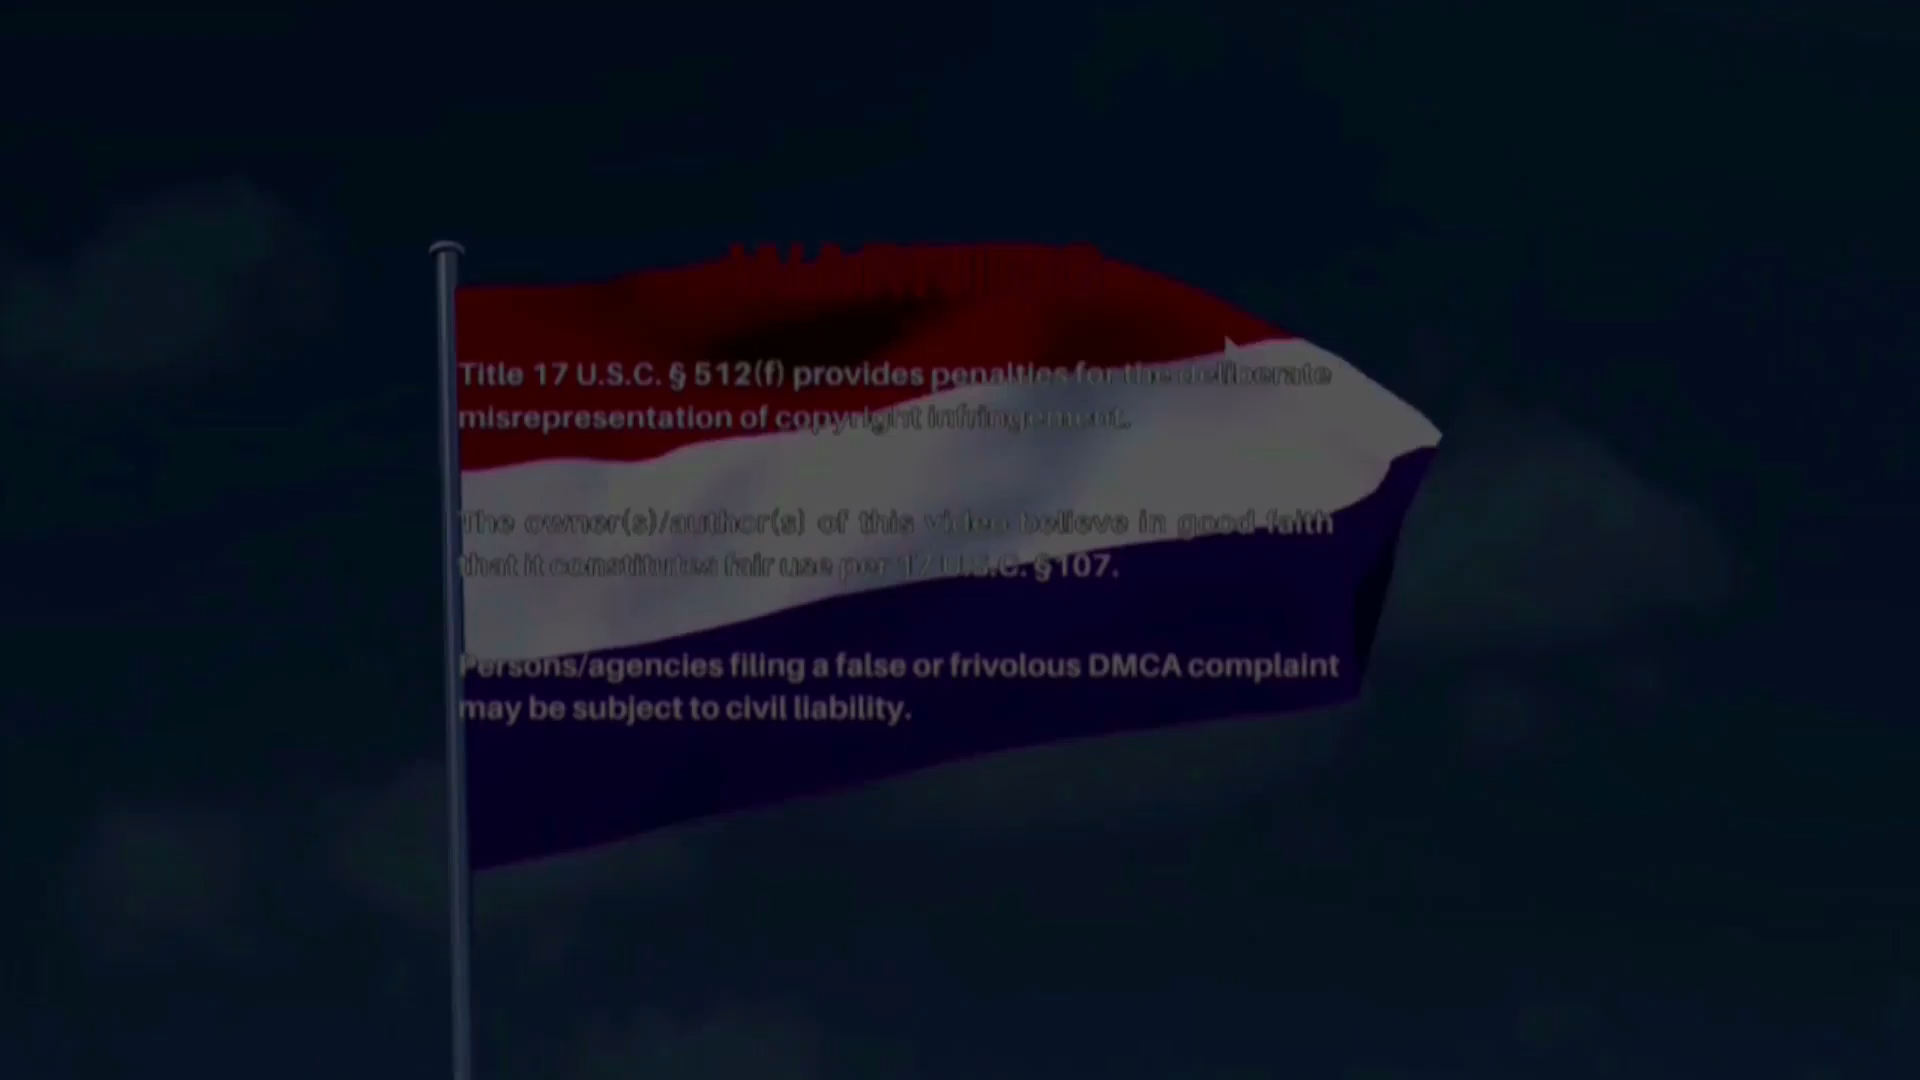 Title 17 U.S.C. § 512(f) provides penalties for the deliberate
misrepresentation of copyright infringement.
The owner(s)/author(s) of this video believe in good faith
that it constitutes fair use per 17 U.S.C. §107.
Persons/agencies filing a false or frivolous DMCA complaint
may be subject to civil liability.